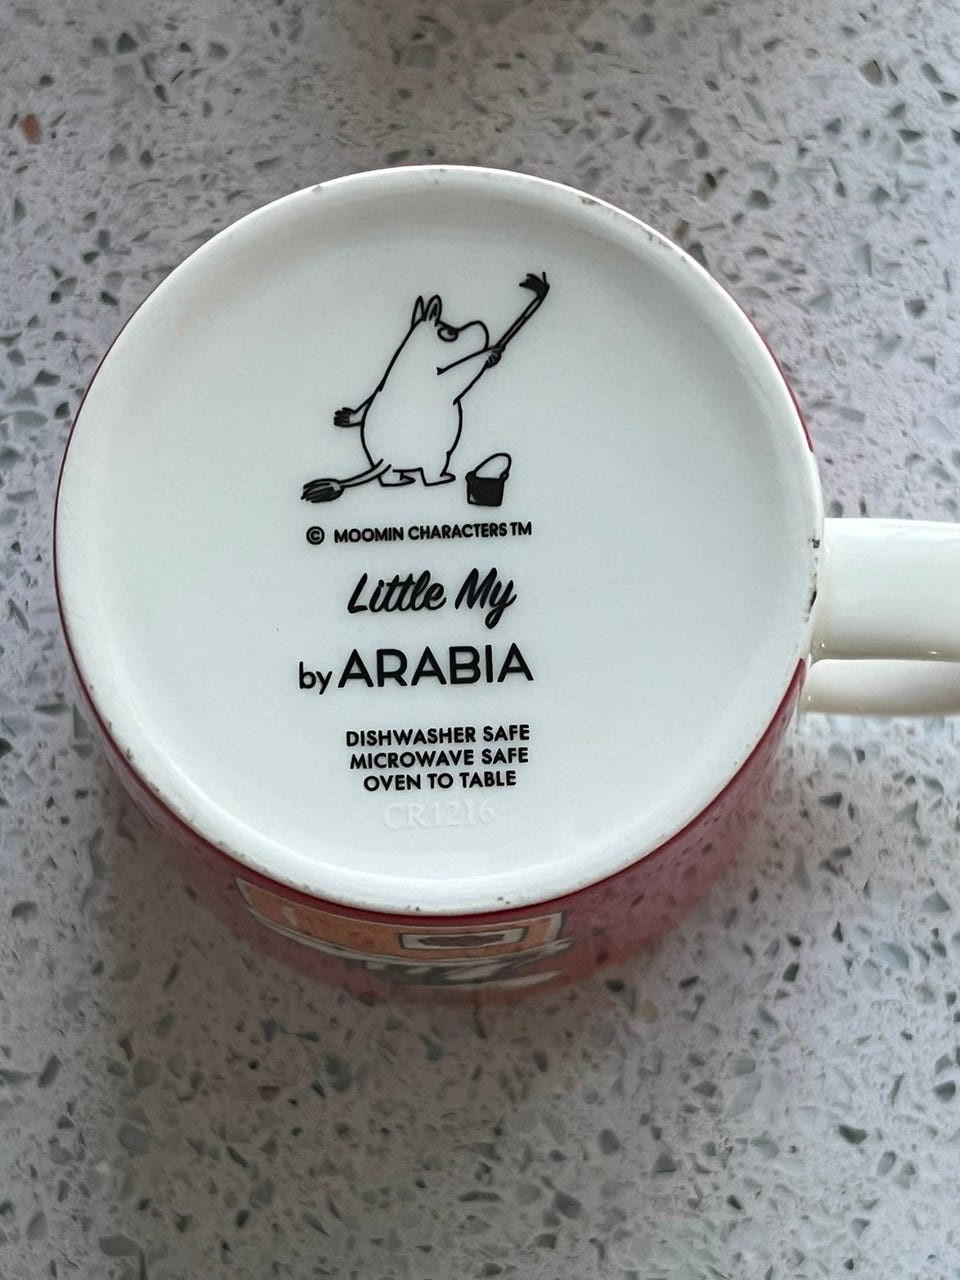 © MOOMIN CHARACTERS TM
Little My
by ARABIA
DISHWASHER SAFE
MICROWAVE SAFE
OVEN TO TABLE
CR1216